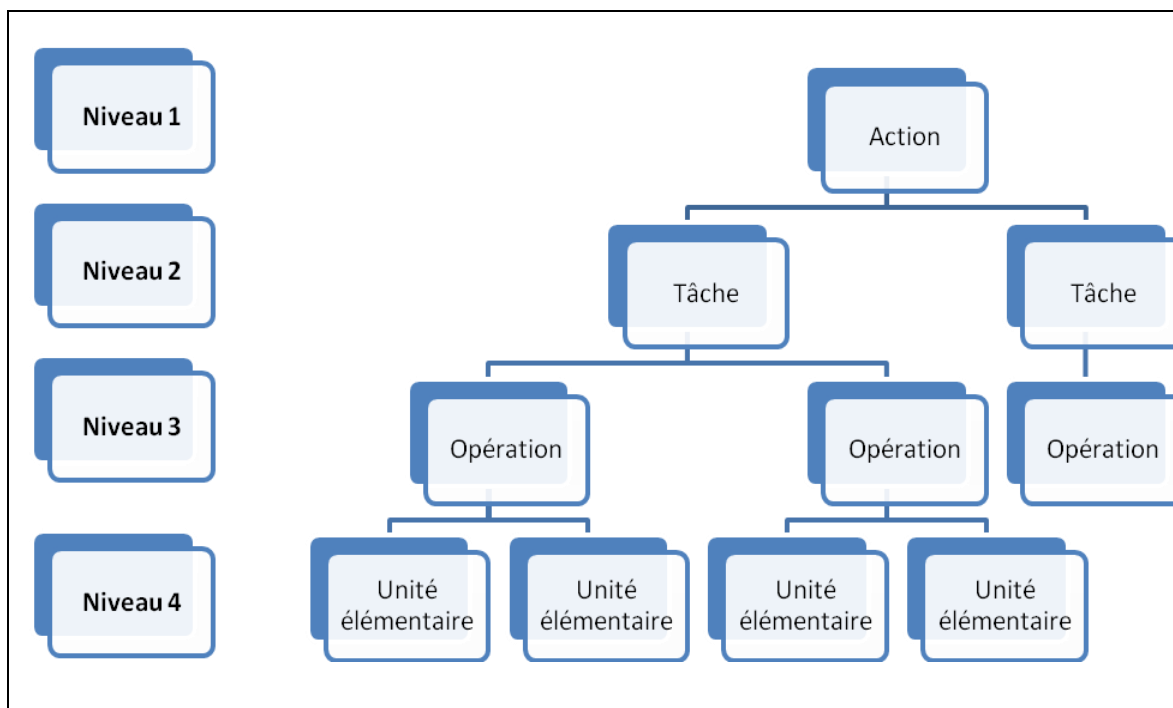 Niveau 1
Action
Niveau 2
Tâche
Tâche
Niveau 3
Opération
Opération
Opération
Niveau 4
Unité
élémentaire
Unité
élémentaire
Unité
élémentaire
Unité
élémentaire